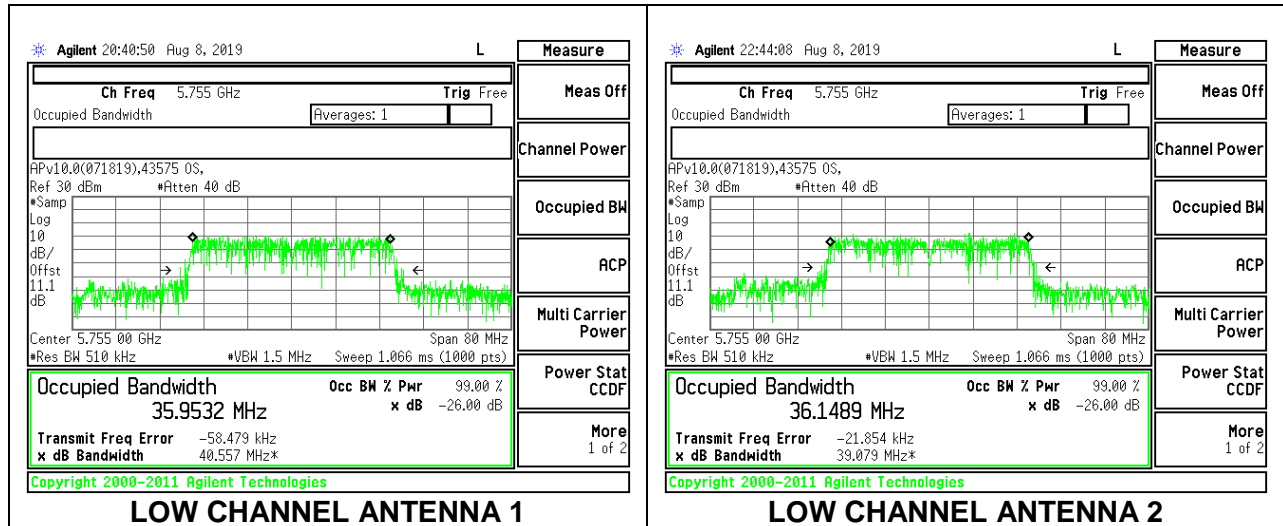 Agilent 20:40:50 Aug 8, 2019 L
Measure
Ch Freq 5.755 GHz Trig Free
Occupied Bandwidth Averages: 1
APv10.0(071819),43575 OS,
Ref 30 dBm #Atten 40 dB
#Samp
Log
10
dB/
Offst
11.1
dB
Center 5.755 00 GHz Span 80 MHz
#Res BW 510 kHz #VBW 1.5 MHz Sweep 1.066 ms (1000 pts)
Occupied Bandwidth Occ BW % Pwr 99.00 %
35.9532 MHz x dB -26.00 dB
Transmit Freq Error -58.479 kHz
x dB Bandwidth 40.557 MHz*
Copyright 2000-2011 Agilent Technologies
Meas Off
Channel Power
Occupied BW
ACP
Multi Carrier
Power
Power Stat
CCDF
More
1 of 2
LOW CHANNEL ANTENNA 1
Agilent 22:44:08 Aug 8, 2019 L
Measure
Ch Freq 5.755 GHz Trig Free
Occupied Bandwidth Averages: 1
APv10.0(071819),43575 OS,
Ref 30 dBm #Atten 40 dB
#Samp
Log
10
dB/
Offst
11.1
dB
Center 5.755 00 GHz Span 80 MHz
#Res BW 510 kHz #VBW 1.5 MHz Sweep 1.066 ms (1000 pts)
Occupied Bandwidth Occ BW % Pwr 99.00 %
36.1489 MHz x dB -26.00 dB
Transmit Freq Error -21.854 kHz
x dB Bandwidth 39.079 MHz*
Copyright 2000-2011 Agilent Technologies
Meas Off
Channel Power
Occupied BW
ACP
Multi Carrier
Power
Power Stat
CCDF
More
1 of 2
LOW CHANNEL ANTENNA 2